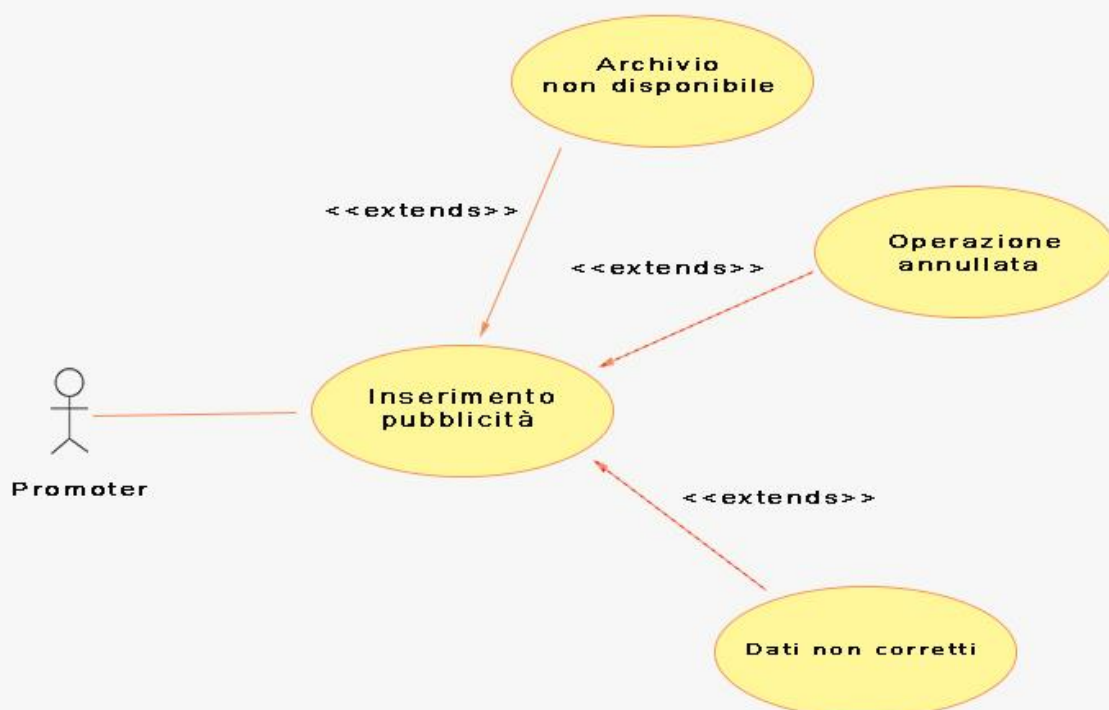 Archivio
non disponibile
<<extends>>
Operazione
annullata
<<extends>>
Inserimento
pubblicità
Promoter
<<extends>>
Dati non corretti